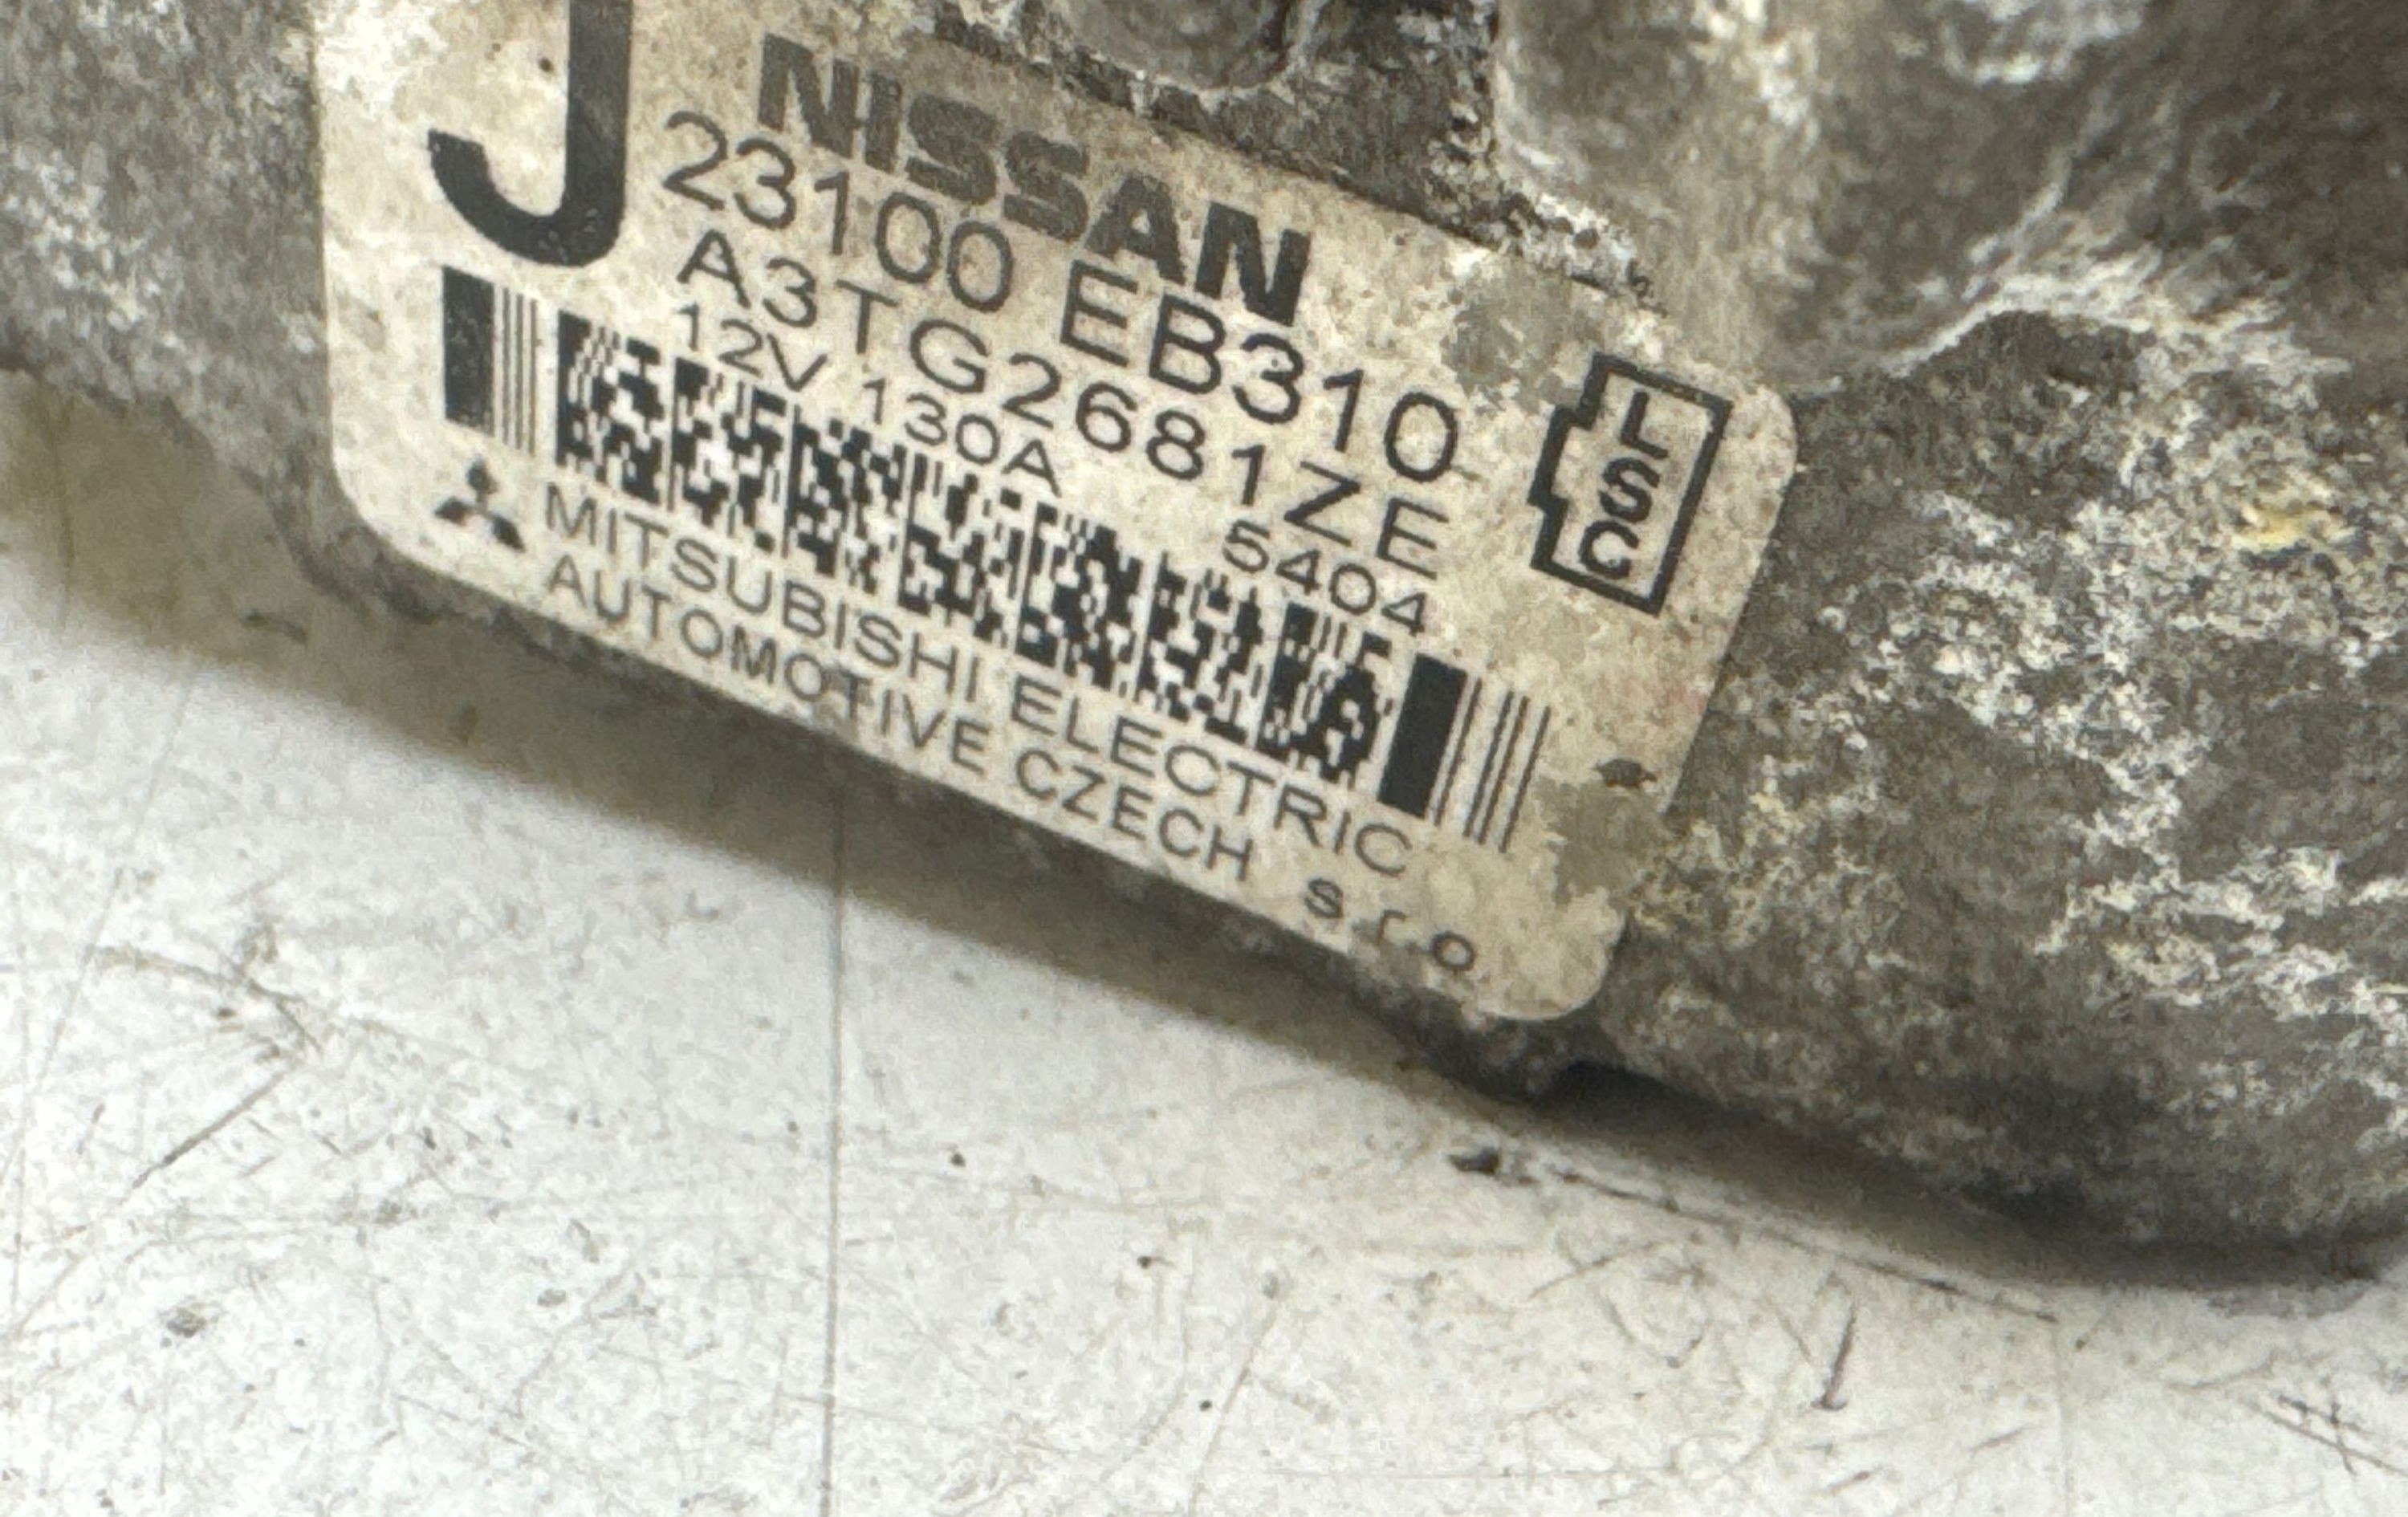 J
NISSAN
23100 EB310
A3TG2681ZE
12V 130A 5404
LSC
MITSUBISHI ELECTRIC
AUTOMOTIVE CZECH s r o